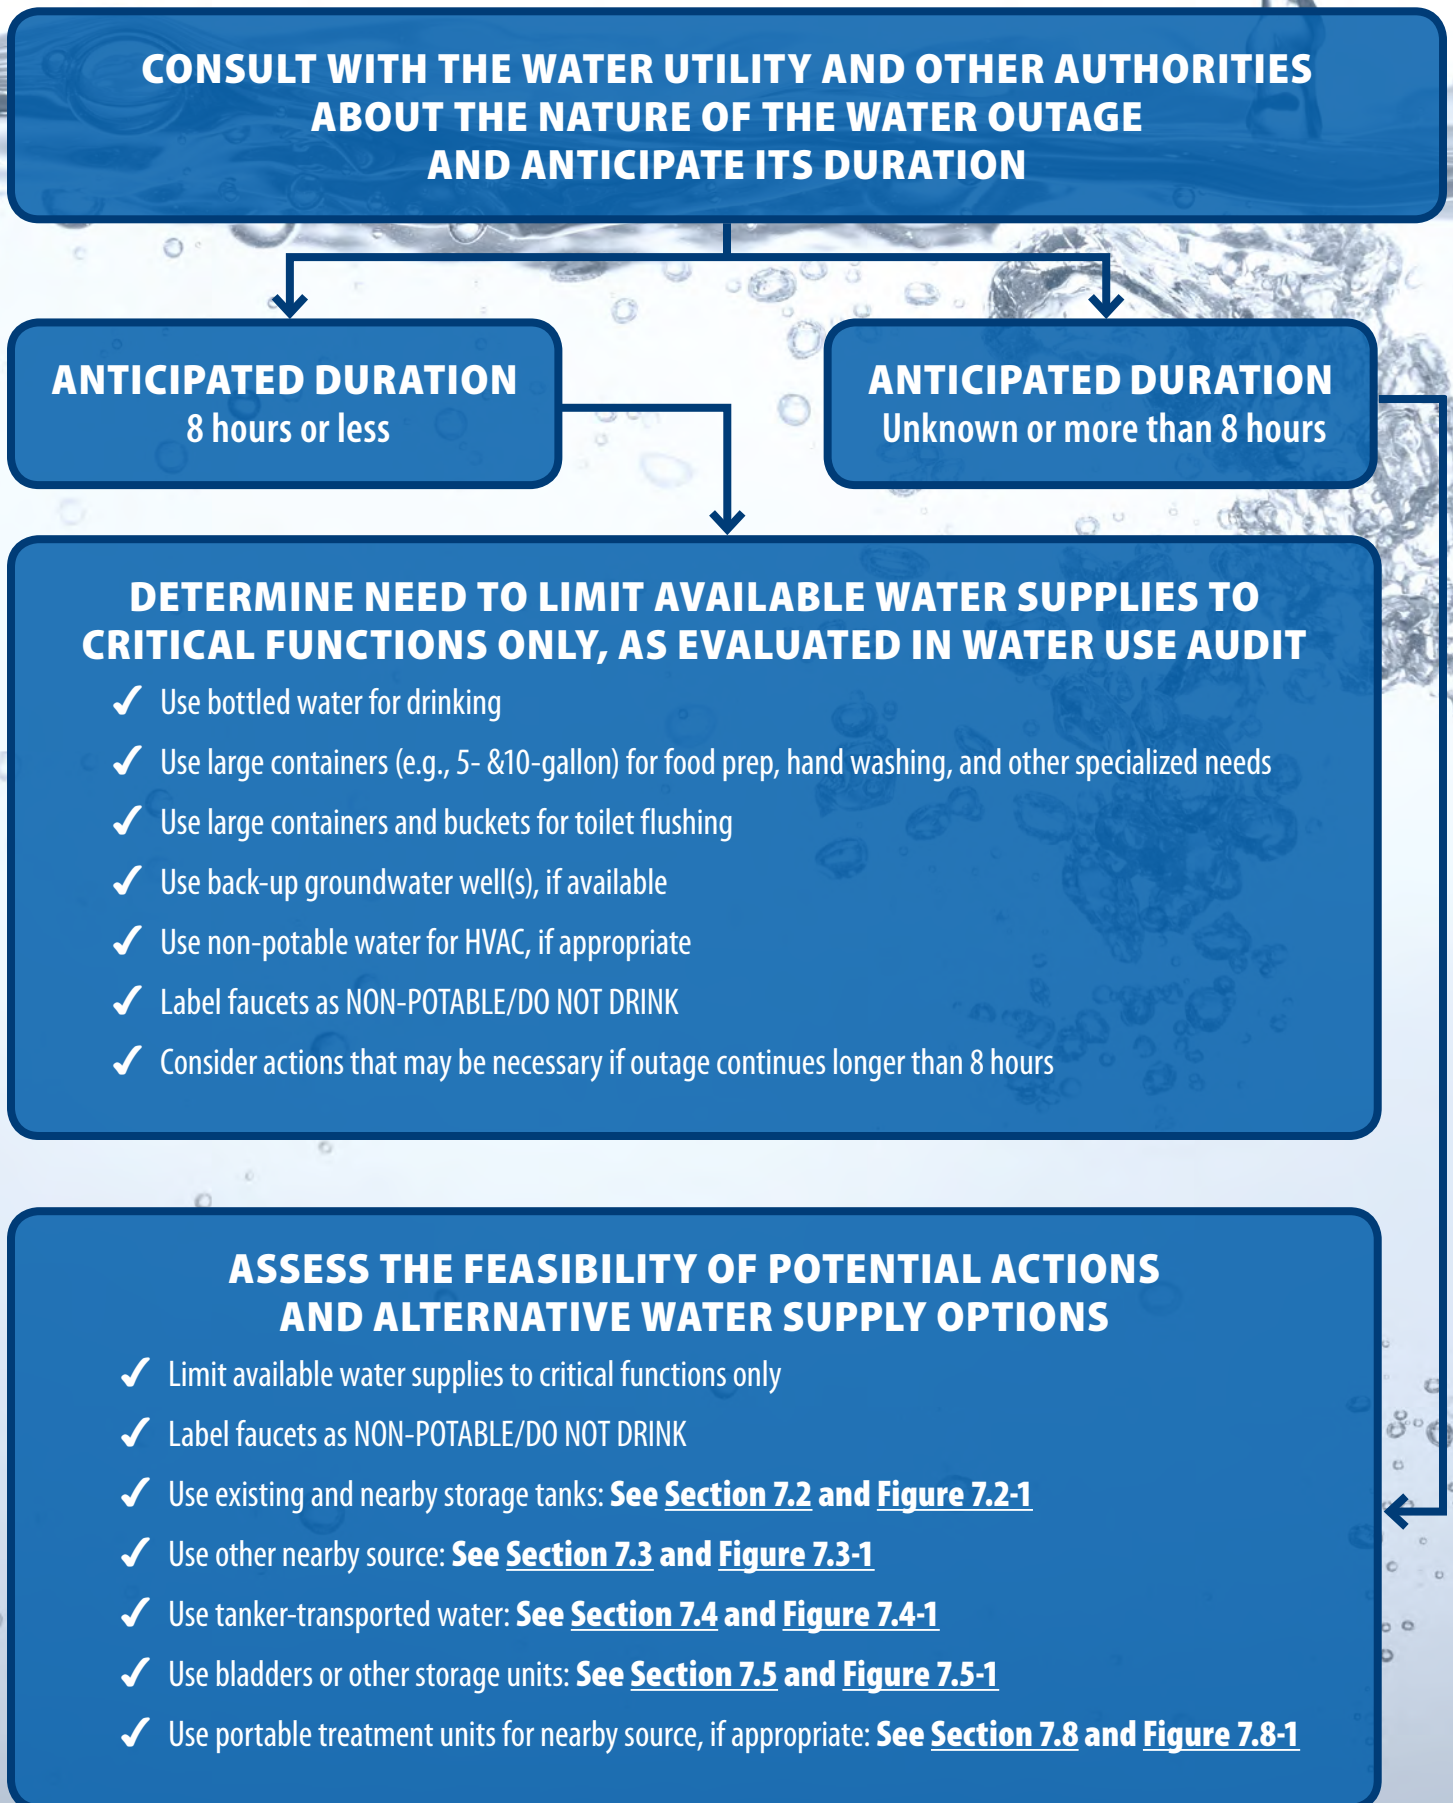 CONSULT WITH THE WATER UTILITY AND OTHER AUTHORITIES
ABOUT THE NATURE OF THE WATER OUTAGE
AND ANTICIPATE ITS DURATION
ANTICIPATED DURATION
8 hours or less
ANTICIPATED DURATION
Unknown or more than 8 hours
DETERMINE NEED TO LIMIT AVAILABLE WATER SUPPLIES TO
CRITICAL FUNCTIONS ONLY, AS EVALUATED IN WATER USE AUDIT
✓ Use bottled water for drinking
✓ Use large containers (e.g., 5- &10-gallon) for food prep, hand washing, and other specialized needs
✓ Use large containers and buckets for toilet flushing
✓ Use back-up groundwater well(s), if available
✓ Use non-potable water for HVAC, if appropriate
✓ Label faucets as NON-POTABLE/DO NOT DRINK
✓ Consider actions that may be necessary if outage continues longer than 8 hours
ASSESS THE FEASIBILITY OF POTENTIAL ACTIONS
AND ALTERNATIVE WATER SUPPLY OPTIONS
✓ Limit available water supplies to critical functions only
✓ Label faucets as NON-POTABLE/DO NOT DRINK
✓ Use existing and nearby storage tanks: See Section 7.2 and Figure 7.2-1
✓ Use other nearby source: See Section 7.3 and Figure 7.3-1
✓ Use tanker-transported water: See Section 7.4 and Figure 7.4-1
✓ Use bladders or other storage units: See Section 7.5 and Figure 7.5-1
✓ Use portable treatment units for nearby source, if appropriate: See Section 7.8 and Figure 7.8-1